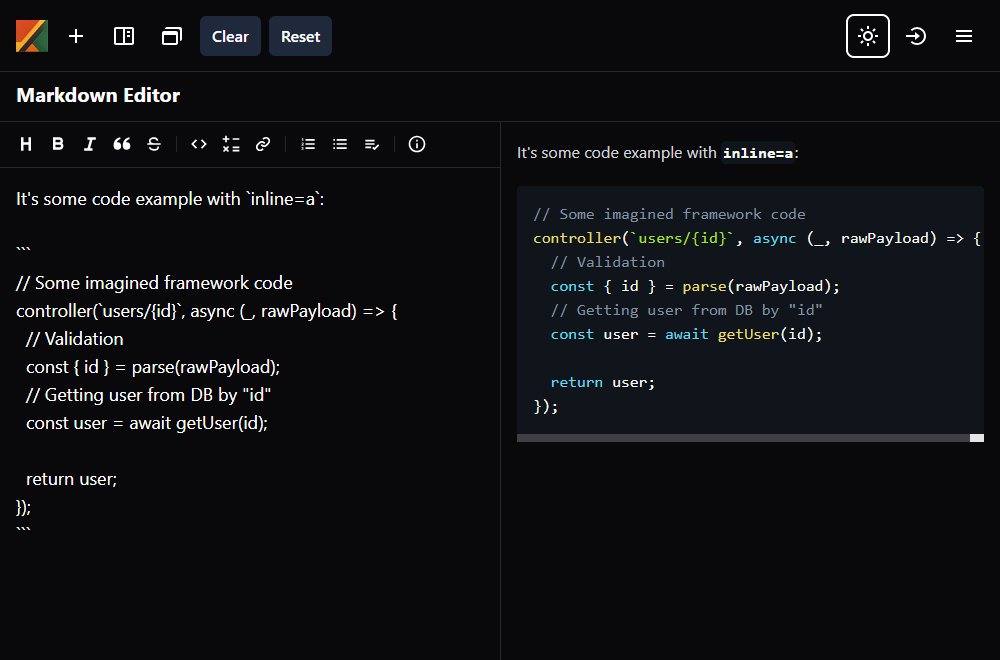 Clear Reset
Markdown Editor
H B I S
It's some code example with `inline=a`:
```
// Some imagined framework code
controller(`users/{id}`, async (_, rawPayload) => {
  // Validation
  const { id } = parse(rawPayload);
  // Getting user from DB by "id"
  const user = await getUser(id);

  return user;
});
```
It's some code example with inline=a:
// Some imagined framework code
controller(`users/{id}`, async (_, rawPayload) => {
  // Validation
  const { id } = parse(rawPayload);
  // Getting user from DB by "id"
  const user = await getUser(id);

  return user;
});